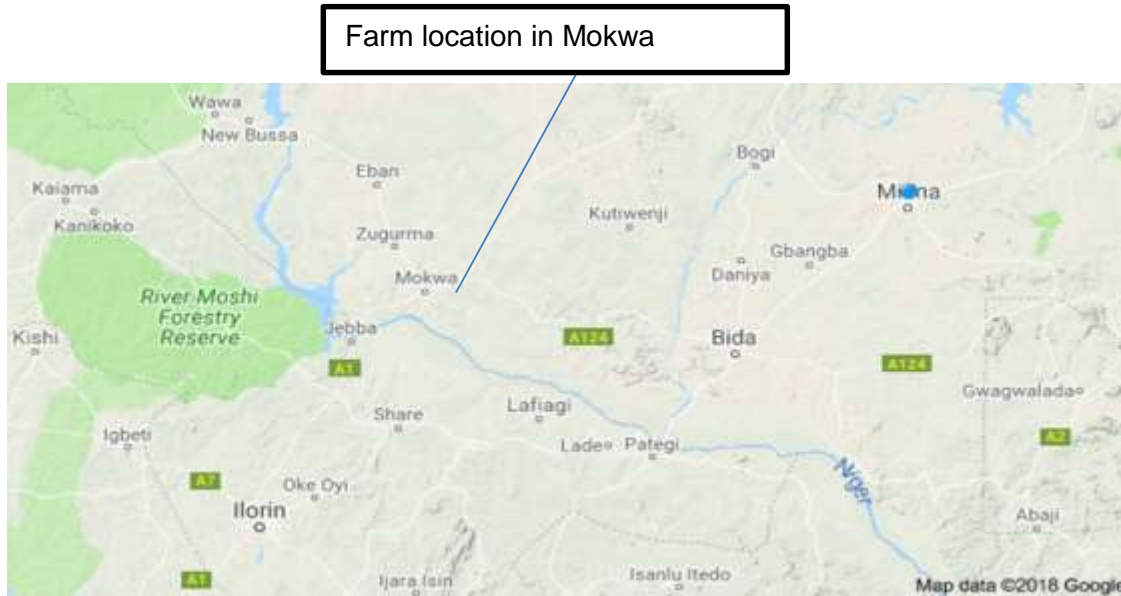 Farm location in Mokwa
Wawa
New Bussa
Bogi
Eban
Kaiama
Kanikoko
Kutiwenji
Zugurma
Gbangba
Daniya
Mokwa
River Moshi
Forestry
Reserve
Kishi
Jebba
A124
Bida
A1
A124
Gwagwalada
Share
Lafiagi
Igbeti
Lade
Pategi
A2
A7
Oke Oyi
Niger
Ilorin
Abaji
A1
Ijara Isin
Isanlu Itedo
Map data ©2018 Google